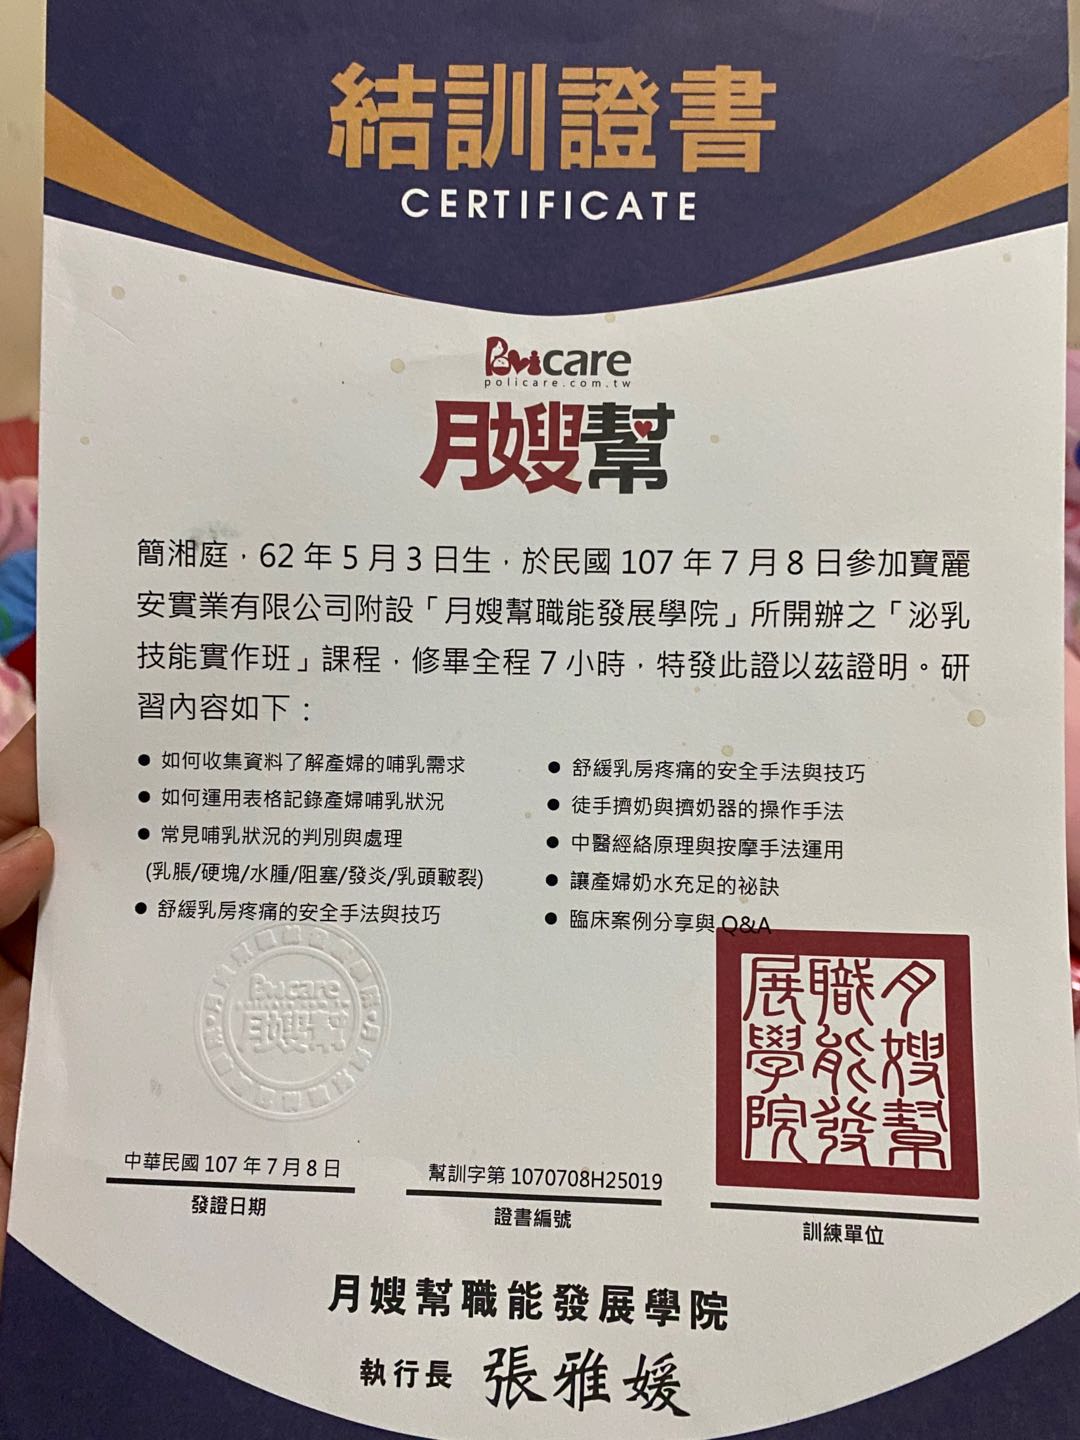 結訓證書
CERTIFICATE
Policare
policare.com.tw
月嫂幫
簡湘庭，62年5月3日生，於民國107年7月8日參加寶麗
安實業有限公司附設「月嫂幫職能發展學院」所開辦之「泌乳
技能實作班」課程，修畢全程7小時，特發此證以茲證明。研
習內容如下：
● 如何收集資料了解產婦的哺乳需求
● 如何運用表格記錄產婦哺乳狀況
● 常見哺乳狀況的判別與處理
(乳脹/硬塊/水腫/阻塞/發炎/乳頭皸裂)
● 舒緩乳房疼痛的安全手法與技巧
● 舒緩乳房疼痛的安全手法與技巧
● 徒手擠奶與擠奶器的操作手法
● 中醫經絡原理與按摩手法運用
● 讓產婦奶水充足的祕訣
● 臨床案例分享與 Q&A
Policare
月嫂幫
月嫂幫
職能發
展學院
中華民國107年7月8日
發證日期
幫訓字第 1070708H25019
證書編號
訓練單位
月嫂幫職能發展學院
執行長 張雅媛